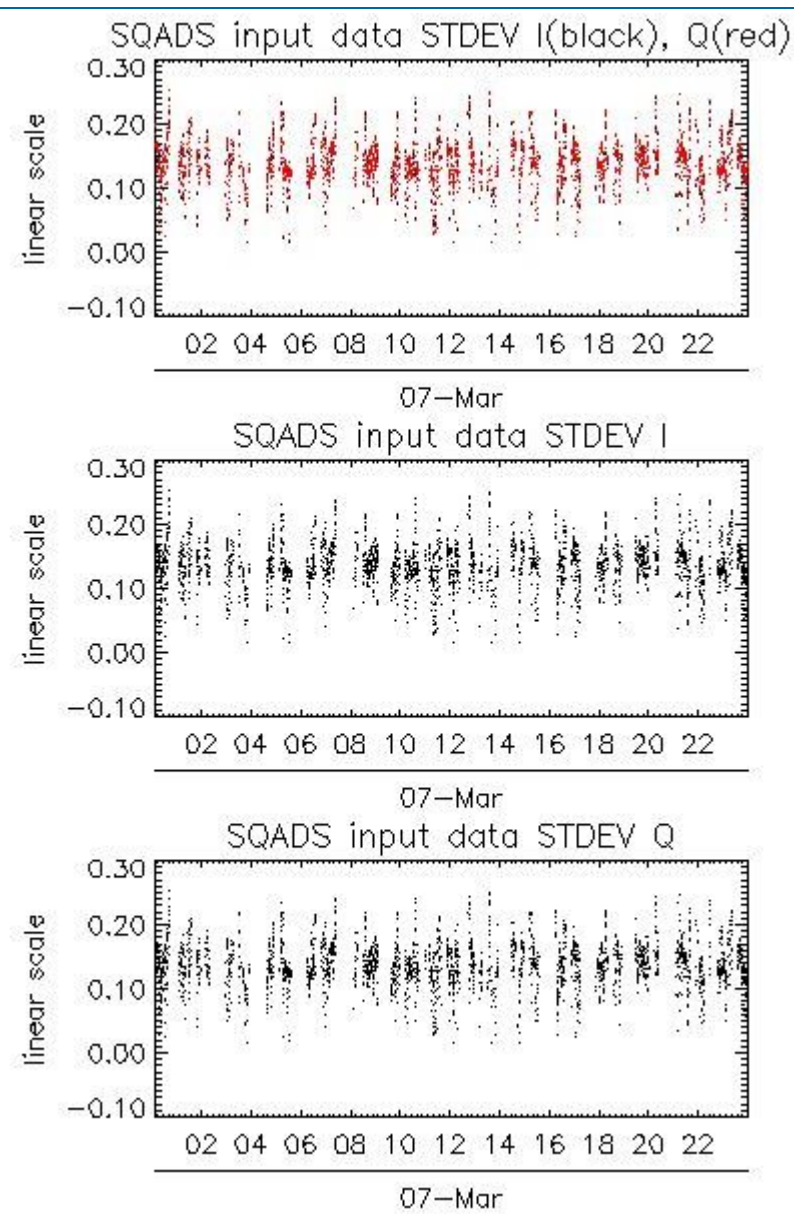 SQADS input data STDEV I(black), Q(red)
0.30
0.20
0.10
0.00
-0.10
linear scale
02 04 06 08 10 12 14 16 18 20 22
07-Mar
SQADS input data STDEV I
0.30
0.20
0.10
0.00
-0.10
linear scale
02 04 06 08 10 12 14 16 18 20 22
07-Mar
SQADS input data STDEV Q
0.30
0.20
0.10
0.00
-0.10
linear scale
02 04 06 08 10 12 14 16 18 20 22
07-Mar